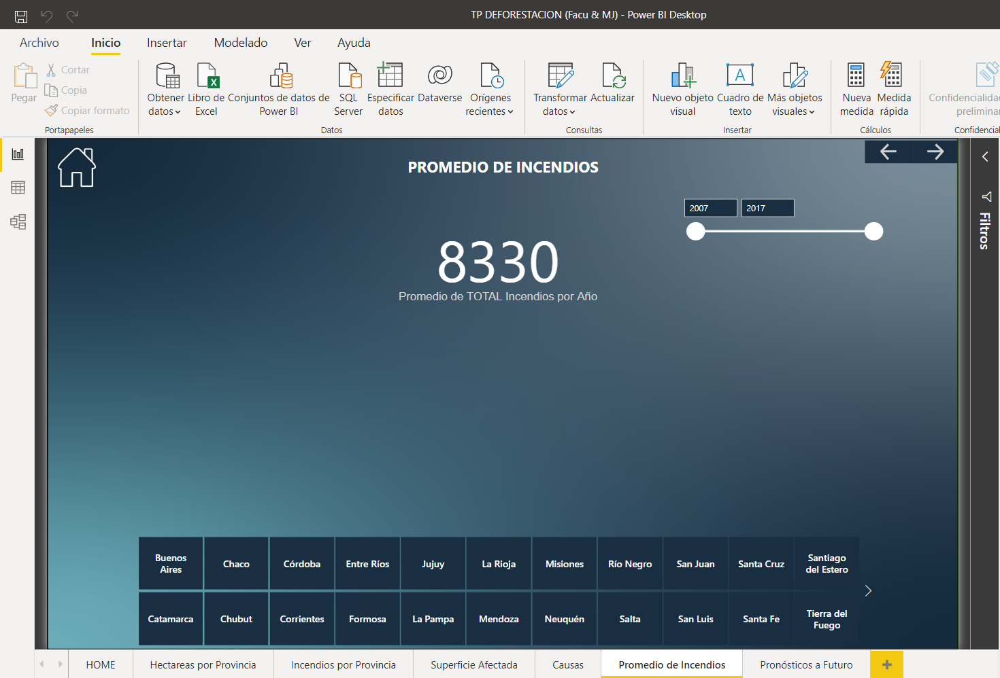 TP DEFORESTACION (Facu & MJ) - Power BI Desktop
Archivo Inicio Insertar Modelado Ver Ayuda
Pegar
Cortar
Copia
Copiar formato
Portapapeles
Obtener datos
Libro de Excel
Conjuntos de datos de Power BI
SQL Server
Especificar datos
Dataverse
Orígenes recientes
Datos
Transformar datos
Actualizar
Consultas
Nuevo objeto visual
Cuadro de texto
Más objetos visuales
Insertar
Nueva medida
Medida rápida
Cálculos
PROMEDIO DE INCENDIOS
2007 2017
8330
Promedio de TOTAL Incendios por Año
Filtros
Buenos Aires
Chaco
Córdoba
Entre Ríos
Jujuy
La Rioja
Misiones
Río Negro
San Juan
Santa Cruz
Santiago del Estero
Catamarca
Chubut
Corrientes
Formosa
La Pampa
Mendoza
Neuquén
Salta
San Luis
Santa Fe
Tierra del Fuego
HOME
Hectareas por Provincia
Incendios por Provincia
Superficie Afectada
Causas
Promedio de Incendios
Pronósticos a Futuro